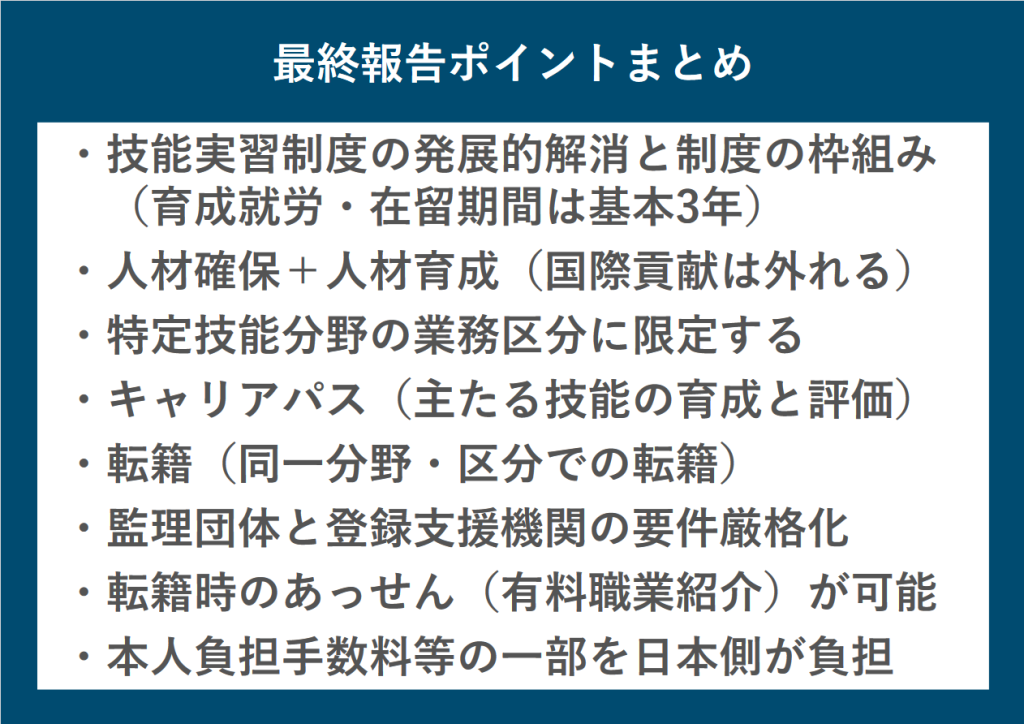 最終報告ポイントまとめ
・技能実習制度の発展的解消と制度の枠組み
（育成就労・在留期間は基本3年）
・人材確保＋人材育成（国際貢献は外れる）
・特定技能分野の業務区分に限定する
・キャリアパス（主たる技能の育成と評価）
・転籍（同一分野・区分での転籍）
・監理団体と登録支援機関の要件厳格化
・転籍時のあっせん（有料職業紹介）が可能
・本人負担手数料等の一部を日本側が負担